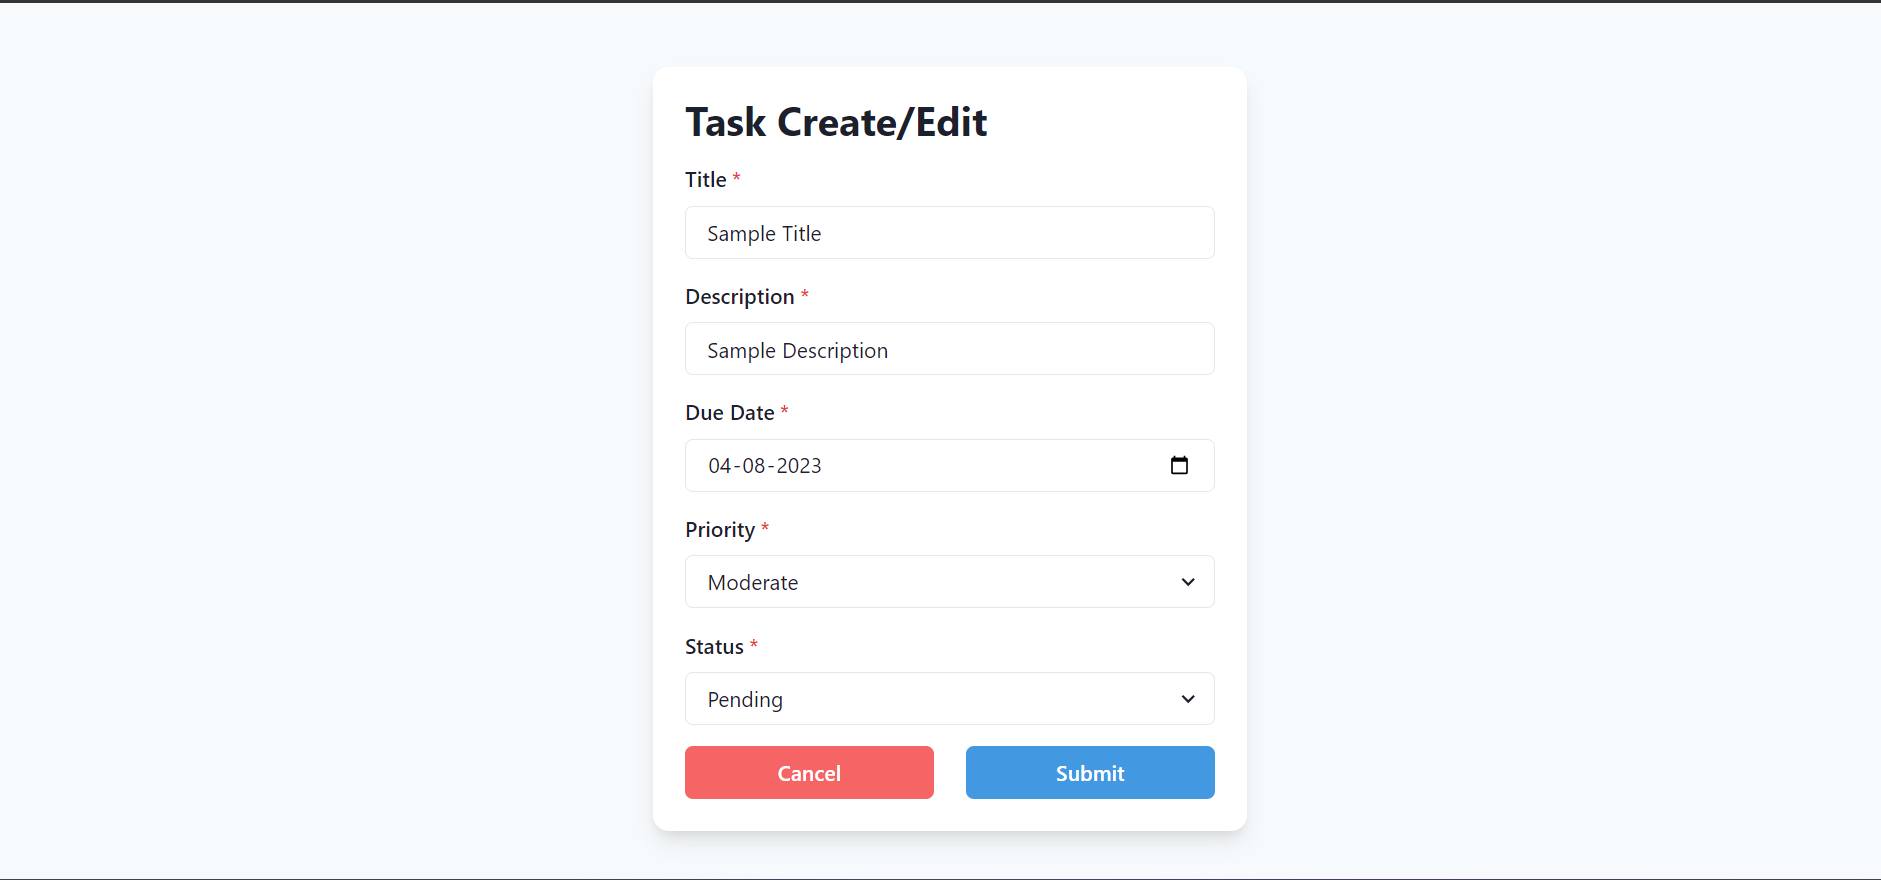 Task Create/Edit
Title *
Sample Title
Description *
Sample Description
Due Date *
04-08-2023
Priority *
Moderate
Status *
Pending
Cancel Submit